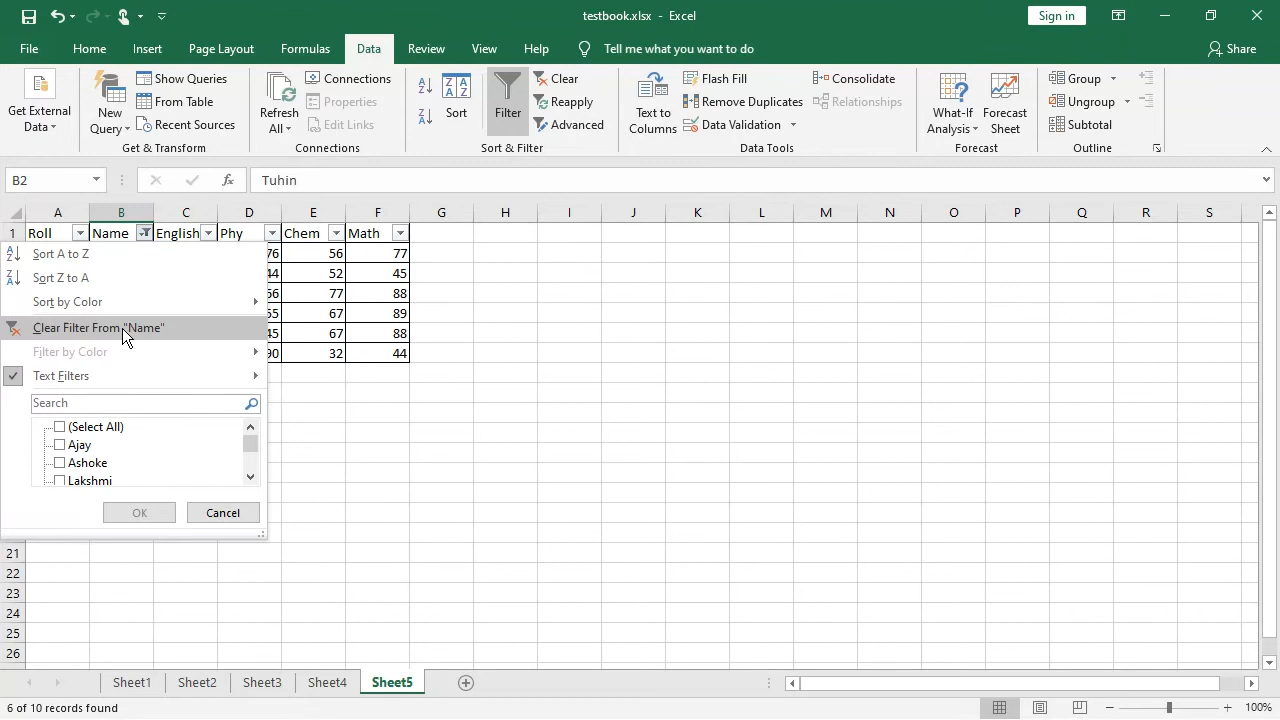 testbook.xlsx - Excel
Sign in
File Home Insert Page Layout Formulas Data Review View Help Tell me what you want to do Share
Get External Data
New Query
Show Queries
From Table
Recent Sources
Get & Transform
Refresh All
Connections
Properties
Edit Links
Connections
Sort
Filter
Clear
Reapply
Advanced
Sort & Filter
Text to Columns
Flash Fill
Remove Duplicates
Data Validation
Consolidate
Relationships
Data Tools
What-If Analysis
Forecast Sheet
Forecast
Group
Ungroup
Subtotal
Outline
B2 fx Tuhin
A B C D E F G H I J K L M N O P Q R S
1 Roll Name English Phy Chem Math
76 56 77
44 52 45
56 77 88
65 67 89
45 67 88
90 32 44
Sort A to Z
Sort Z to A
Sort by Color
Clear Filter From "Name"
Filter by Color
Text Filters
Search
(Select All)
Ajay
Ashoke
Lakshmi
OK Cancel
21
22
23
24
25
26
Sheet1 Sheet2 Sheet3 Sheet4 Sheet5
6 of 10 records found
100%